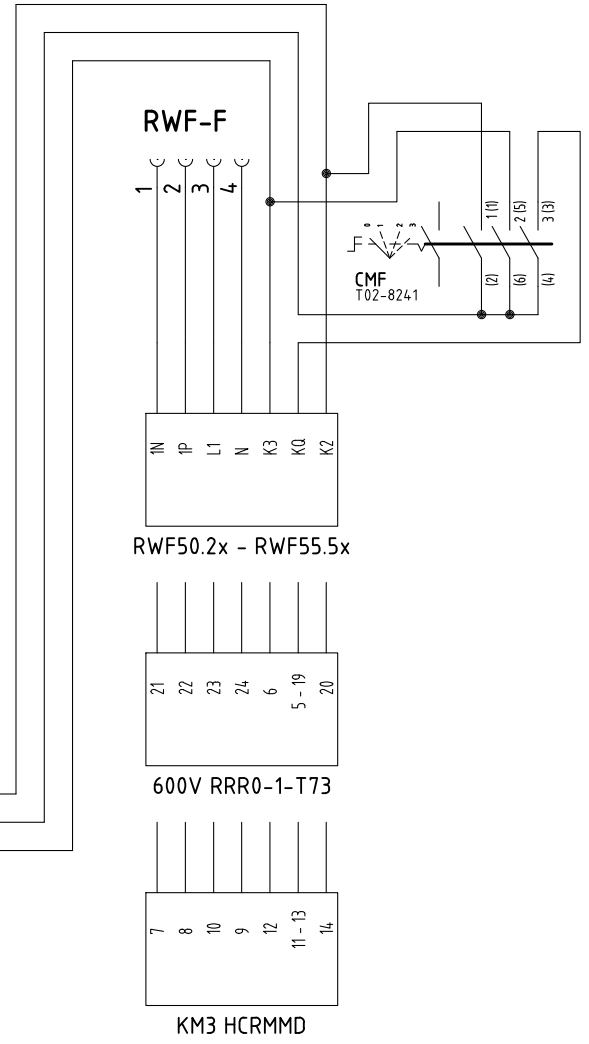 RWF-F
1 2 3 4
1 (1) 2 (5) 3 (3)
0 1 2 3
(2) (6) (4)
CMF
T02-8241
1N 1P L1 N K3 KQ K2
RWF50.2x - RWF55.5x
21 22 23 24 6 5 - 19 20
600V RRR0-1-T73
7 8 10 9 12 11 - 13 14
KM3 HCRMMD